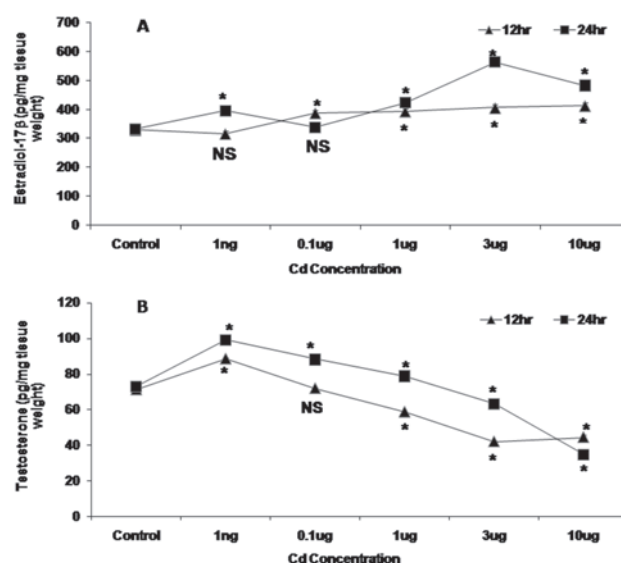 A
12hr
24hr
700
600
500
400
300
200
100
0
Estradiol-17 β (pg/mg tissue
weight)
*
*
*
*
*
NS
NS
*
*
*
Control
1ng
0.1ug
1ug
3ug
10ug
Cd Concentration
B
12hr
24hr
120
100
80
60
40
20
0
Testosterone (pg/mg tissue
weight)
*
*
*
*
*
*
NS
*
*
*
Control
1ng
0.1ug
1ug
3ug
10ug
Cd Concentration